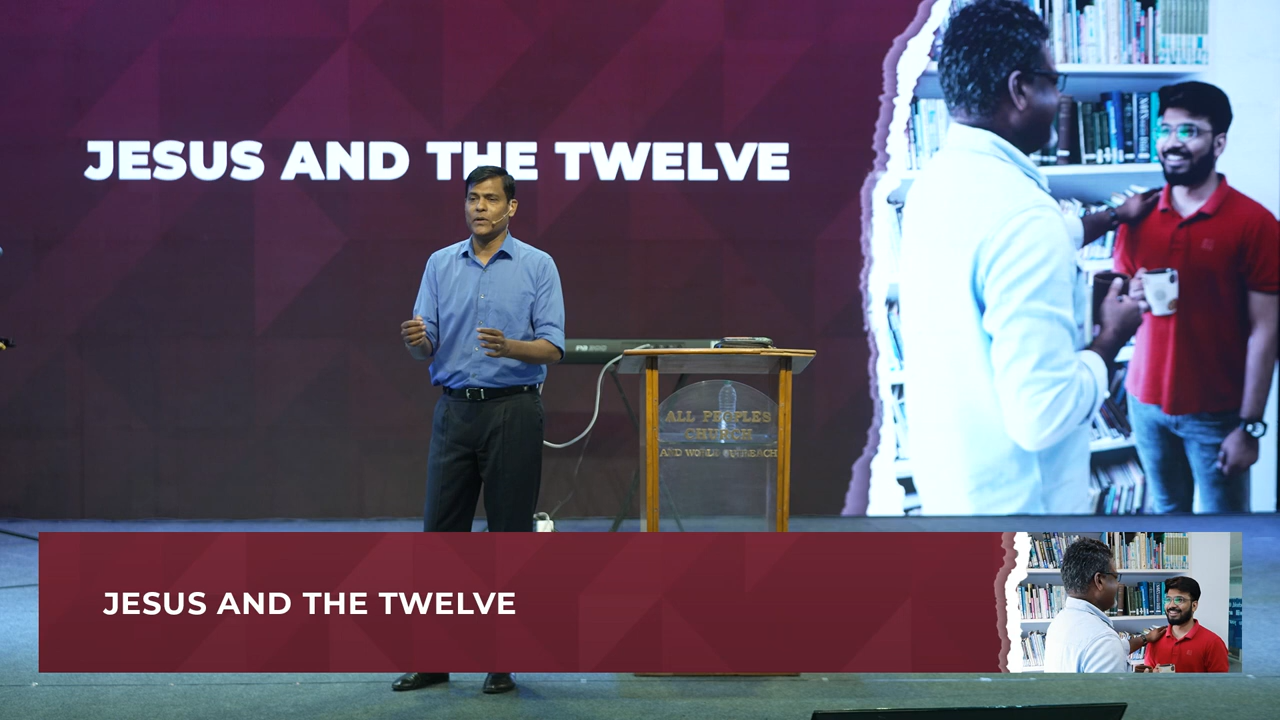 JESUS AND THE TWELVE
ALL PEOPLES
CHURCH
AND WORLD OUTREACH
JESUS AND THE TWELVE